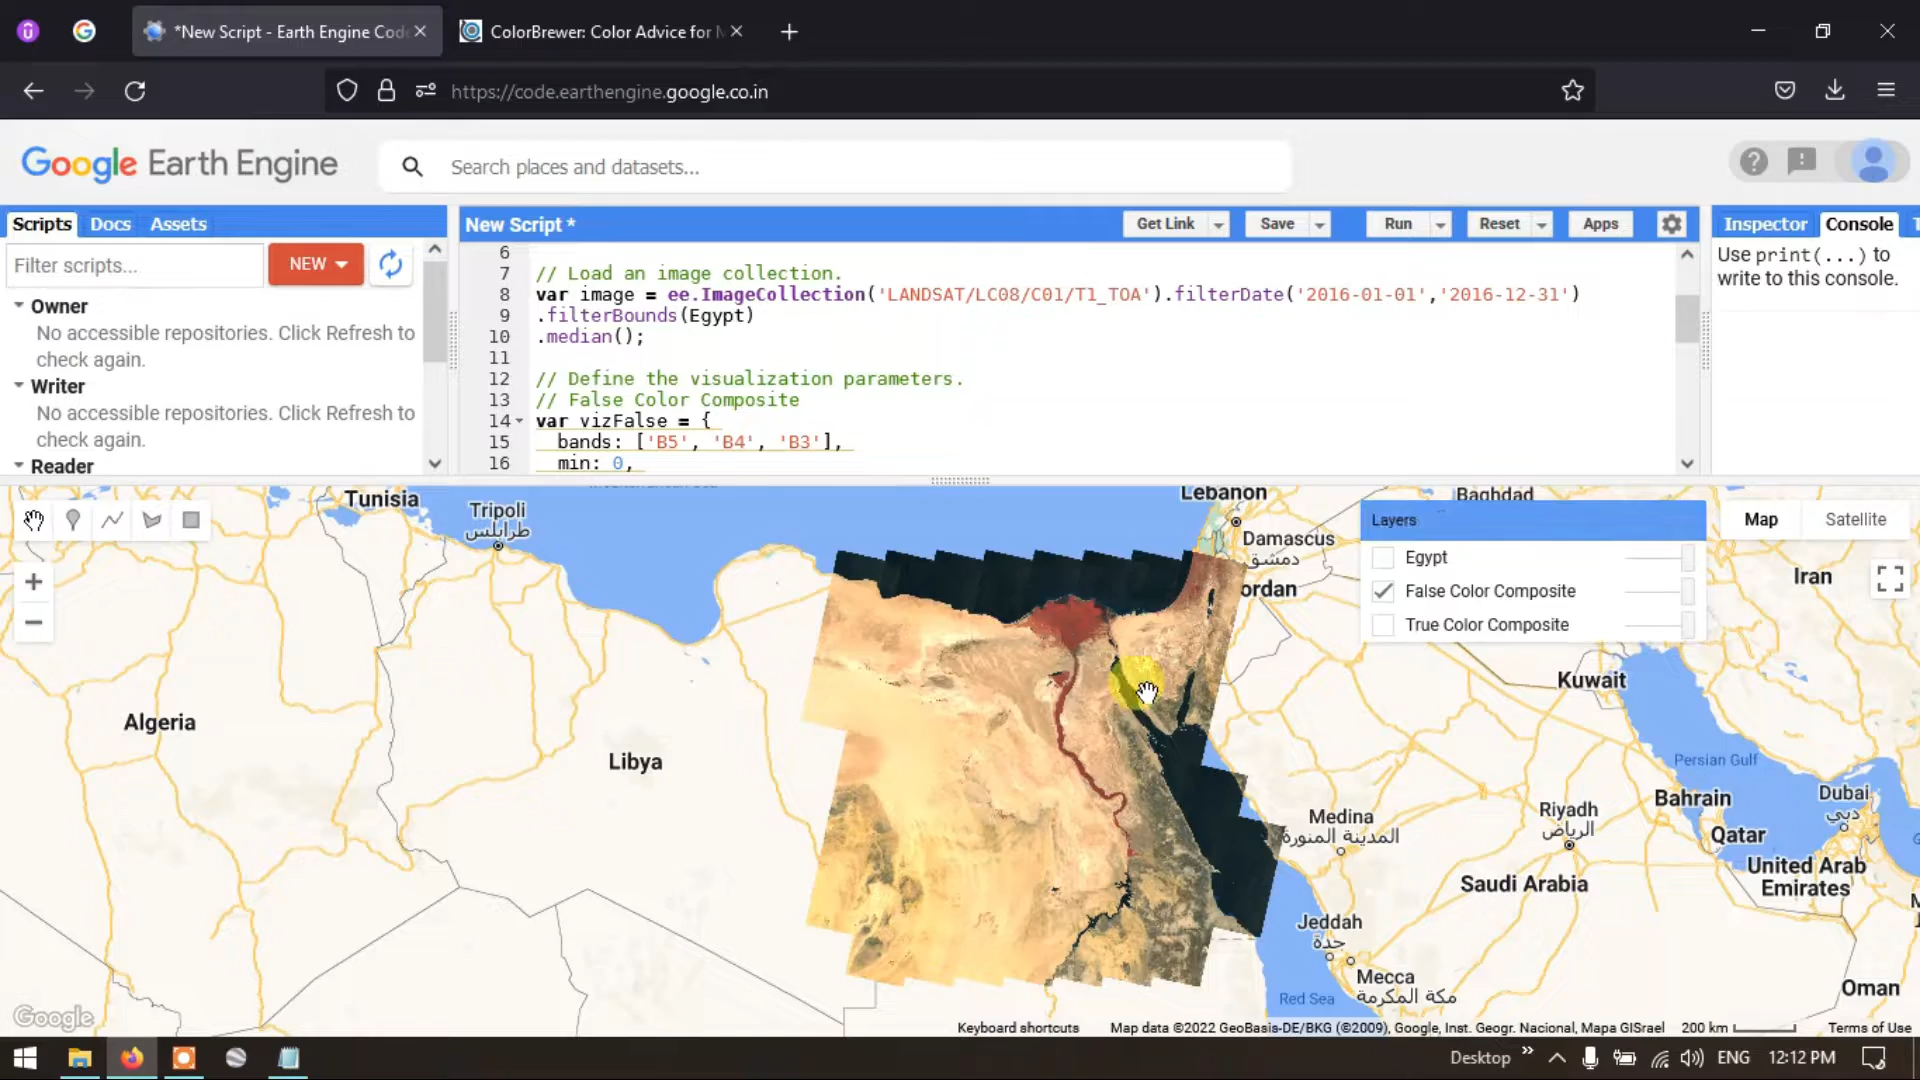 *New Script - Earth Engine Code
ColorBrewer: Color Advice for
https://code.earthengine.google.co.in
Google Earth Engine
Search places and datasets...
Scripts
Docs
Assets
New Script *
Get Link
Save
Run
Reset
Apps
Inspector
Console
Filter scripts...
NEW
Owner
No accessible repositories. Click Refresh to
check again.
Writer
No accessible repositories. Click Refresh to
check again.
Reader
6
7 // Load an image collection.
8 var image = ee.ImageCollection('LANDSAT/LC08/C01/T1_TOA').filterDate('2016-01-01','2016-12-31')
9 .filterBounds(Egypt)
10 .median();
11
12 // Define the visualization parameters.
13 // False Color Composite
14 var vizFalse = {
15 bands: ['B5', 'B4', 'B3'],
16 min: 0,
Use print(...) to
write to this console.
Tunisia
Tripoli
طرابلس
Lebanon
Damascus
دمشق
ordan
Baghdad
Layers
Egypt
False Color Composite
True Color Composite
Map
Satellite
Iran
Algeria
Libya
Kuwait
Persian Gulf
Bahrain
Dubai
دبي
Qatar
Medina
المدينة المنورة
Riyadh
الرياض
United Arab
Emirates
Saudi Arabia
Jeddah
جدة
Mecca
مكة المكرمة
Red Sea
Oman
Google
Keyboard shortcuts
Map data ©2022 GeoBasis-DE/BKG (©2009), Google, Inst. Geogr. Nacional, Mapa GISrael
200 km
Terms of Use
Desktop
ENG
12:12 PM